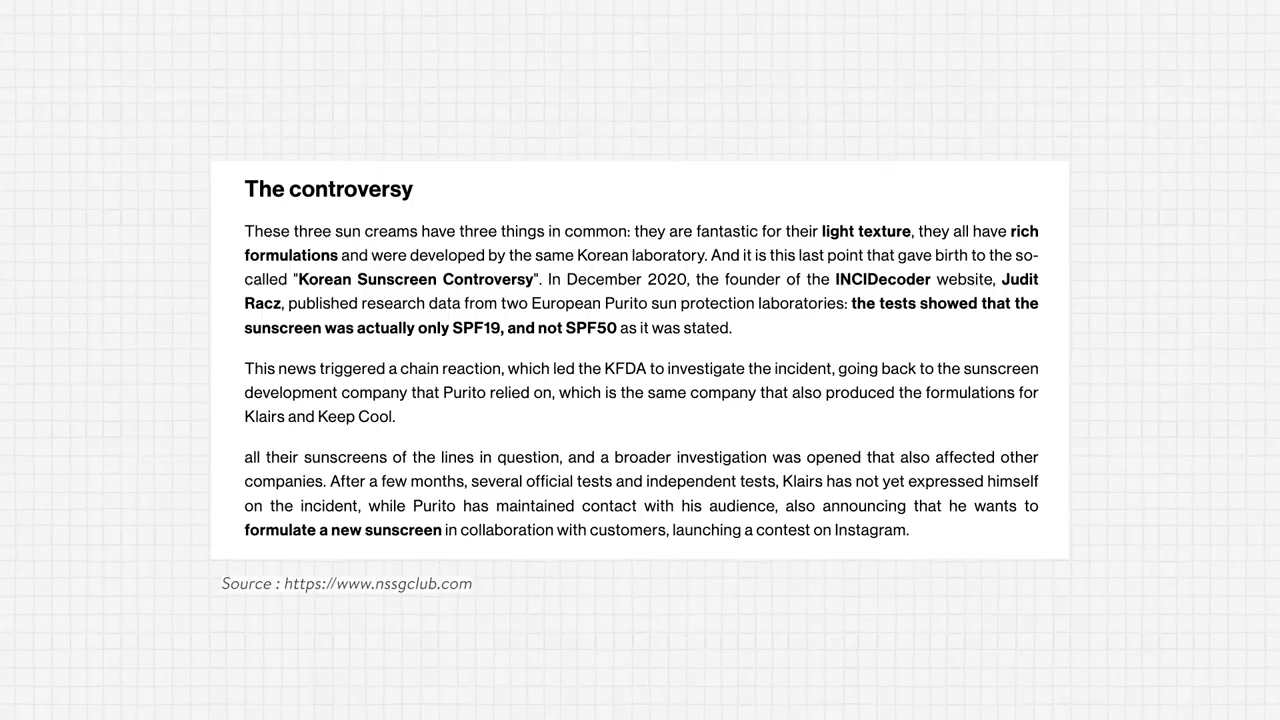 The controversy
These three sun creams have three things in common: they are fantastic for their light texture, they all have rich
formulations and were developed by the same Korean laboratory. And it is this last point that gave birth to the so-
called "Korean Sunscreen Controversy". In December 2020, the founder of the INCIDecoder website, Judit
Racz, published research data from two European Purito sun protection laboratories: the tests showed that the
sunscreen was actually only SPF19, and not SPF50 as it was stated.
This news triggered a chain reaction, which led the KFDA to investigate the incident, going back to the sunscreen
development company that Purito relied on, which is the same company that also produced the formulations for
Klairs and Keep Cool.
all their sunscreens of the lines in question, and a broader investigation was opened that also affected other
companies. After a few months, several official tests and independent tests, Klairs has not yet expressed himself
on the incident, while Purito has maintained contact with his audience, also announcing that he wants to
formulate a new sunscreen in collaboration with customers, launching a contest on Instagram.
Source : https://www.nssgclub.com